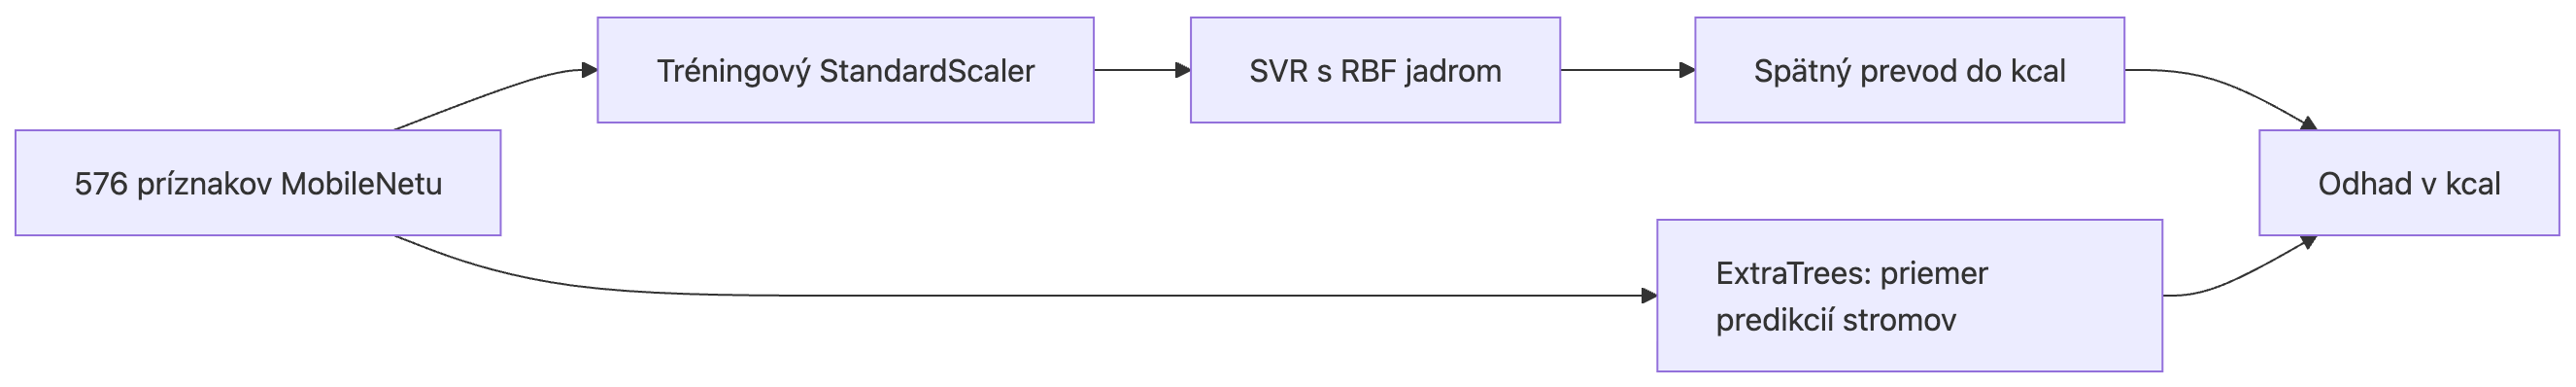 576 príznakov MobileNetu
Tréningový StandardScaler
SVR s RBF jadrom
Spätný prevod do kcal
ExtraTrees: priemer
predikcií stromov
Odhad v kcal